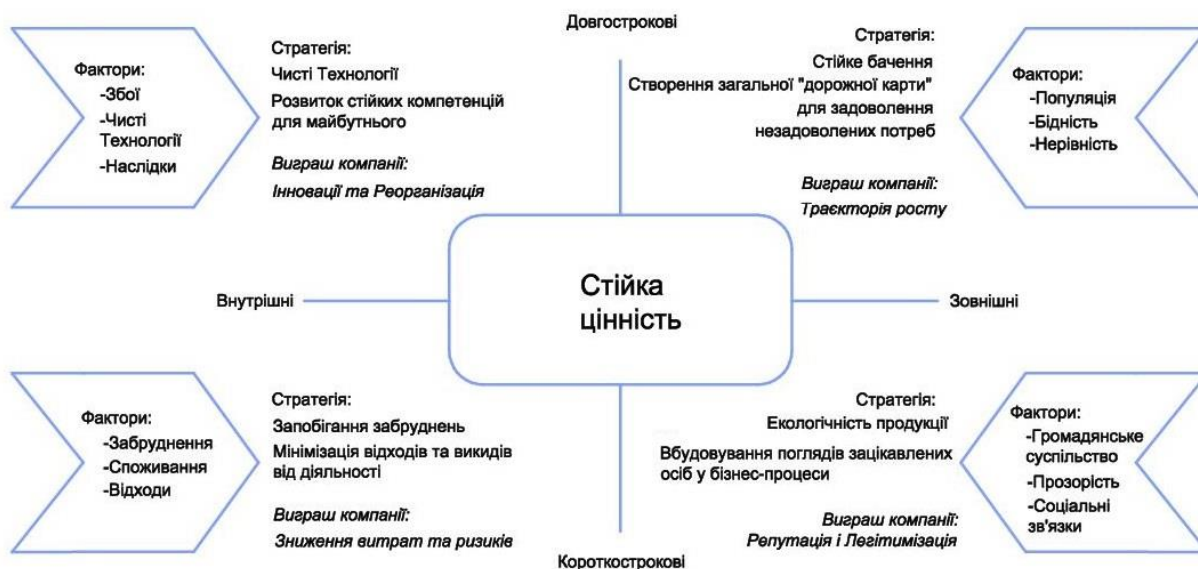 Довгострокові
Фактори:
-Збої
-Чисті
Технології
-Наслідки
Стратегія:
Чисті Технології
Розвиток стійких компетенцій
для майбутнього
Виграш компанії:
Інновації та Реорганізація
Стратегія:
Стійке бачення
Створення загальної "дорожної карти"
для задоволення
незадоволених потреб
Виграш компанії:
Траєкторія росту
Фактори:
-Популяція
-Бідність
-Нерівність
Внутрішні
Стійка
цінність
Зовнішні
Фактори:
-Забруднення
-Споживання
-Відходи
Стратегія:
Запобігання забруднень
Мінімізація відходів та викидів
від діяльності
Виграш компанії:
Зниження витрат та ризиків
Стратегія:
Екологічність продукції
Вбудовування поглядів зацікавлених
осіб у бізнес-процеси
Виграш компанії:
Репутація і Легітимізація
Фактори:
-Громадянське
суспільство
-Прозорість
-Соціальні
зв'язки
Короткострокові